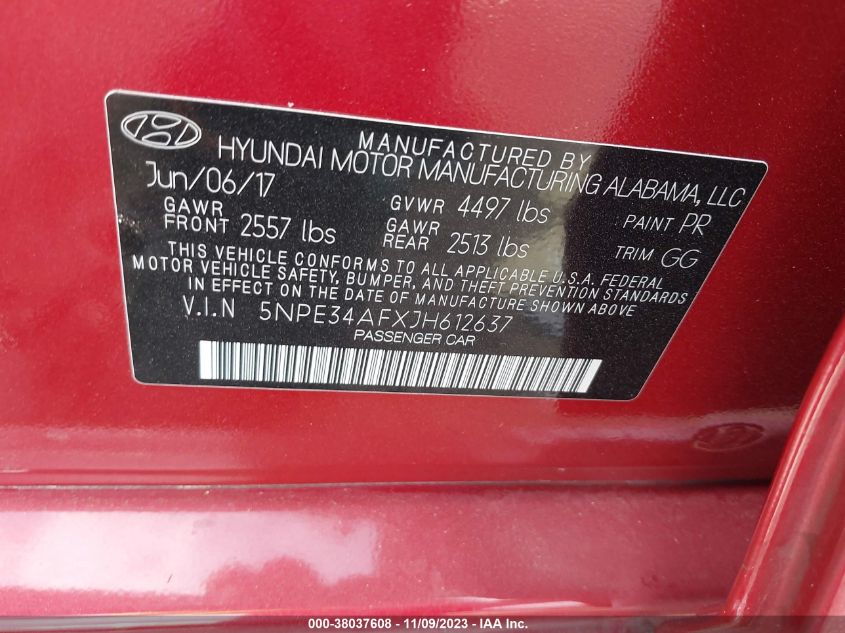 MANUFACTURED BY
HYUNDAI MOTOR MANUFACTURING ALABAMA, LLC
Jun/06/17
GVWR 4497 lbs
PAINT PR
GAWR
FRONT 2557 lbs
GAWR
REAR 2513 lbs
TRIM GG
THIS VEHICLE CONFORMS TO ALL APPLICABLE U.S.A. FEDERAL
MOTOR VEHICLE SAFETY, BUMPER, AND THEFT PREVENTION STANDARDS
IN EFFECT ON THE DATE OF MANUFACTURE SHOWN ABOVE
V.I.N 5NPE34AFXJH612637
PASSENGER CAR
000-38037608 - 11/09/2023 - IAA Inc.